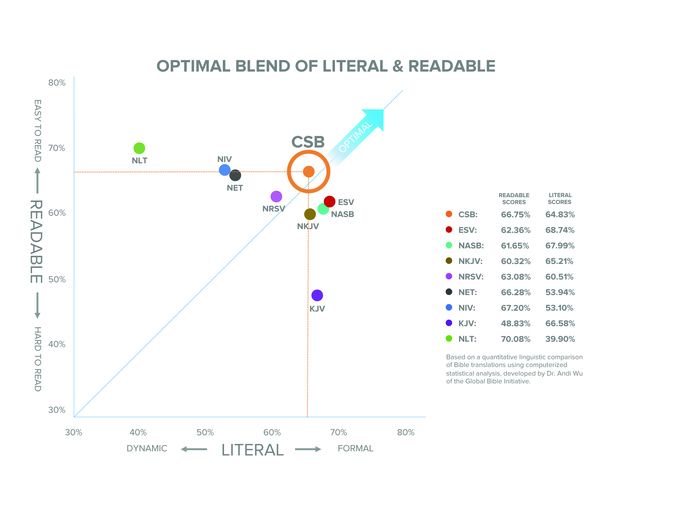 OPTIMAL BLEND OF LITERAL & READABLE
80%
70%
60%
50%
40%
30%
EASY TO READ
READABLE
HARD TO READ
CSB
OPTIMAL
NLT
NIV
NET
NRSV
ESV
NASB
NKJV
KJV
30%
40%
50%
60%
70%
80%
DYNAMIC
LITERAL
FORMAL
READABLE SCORES
LITERAL SCORES
CSB: 66.75% 64.83%
ESV: 62.36% 68.74%
NASB: 61.65% 67.99%
NKJV: 60.32% 65.21%
NRSV: 63.08% 60.51%
NET: 66.28% 53.94%
NIV: 67.20% 53.10%
KJV: 48.83% 66.58%
NLT: 70.08% 39.90%
Based on a quantitative linguistic comparison
of Bible translations using computerized
statistical analysis, developed by Dr. Andi Wu
of the Global Bible Initiative.